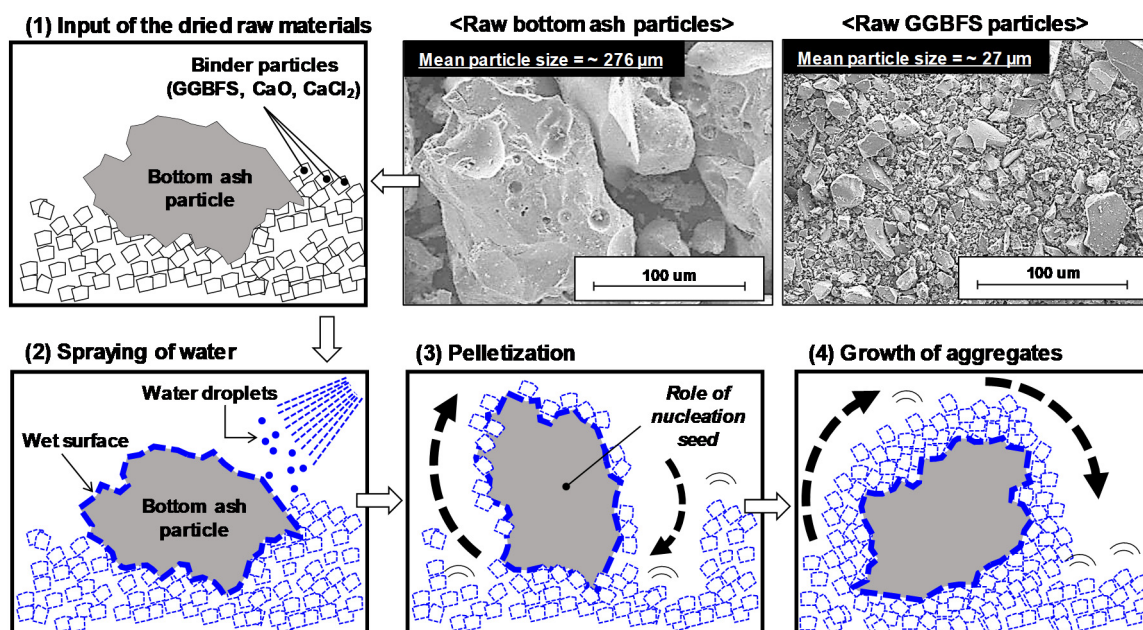 (1) Input of the dried raw materials
Binder particles
(GGBFS, CaO, CaCl₂)
Bottom ash
particle
<Raw bottom ash particles>
Mean particle size = ~ 276 μm
100 um
<Raw GGBFS particles>
Mean particle size = ~ 27 μm
100 um
(2) Spraying of water
Water droplets
Wet surface
Bottom ash
particle
(3) Pelletization
Role of
nucleation
seed
(4) Growth of aggregates